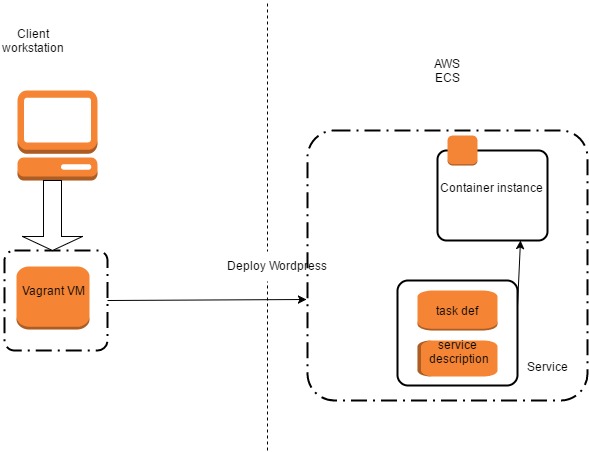 Client
workstation
AWS
ECS
Container instance
Deploy Wordpress
Vagrant VM
task def
service
description
Service